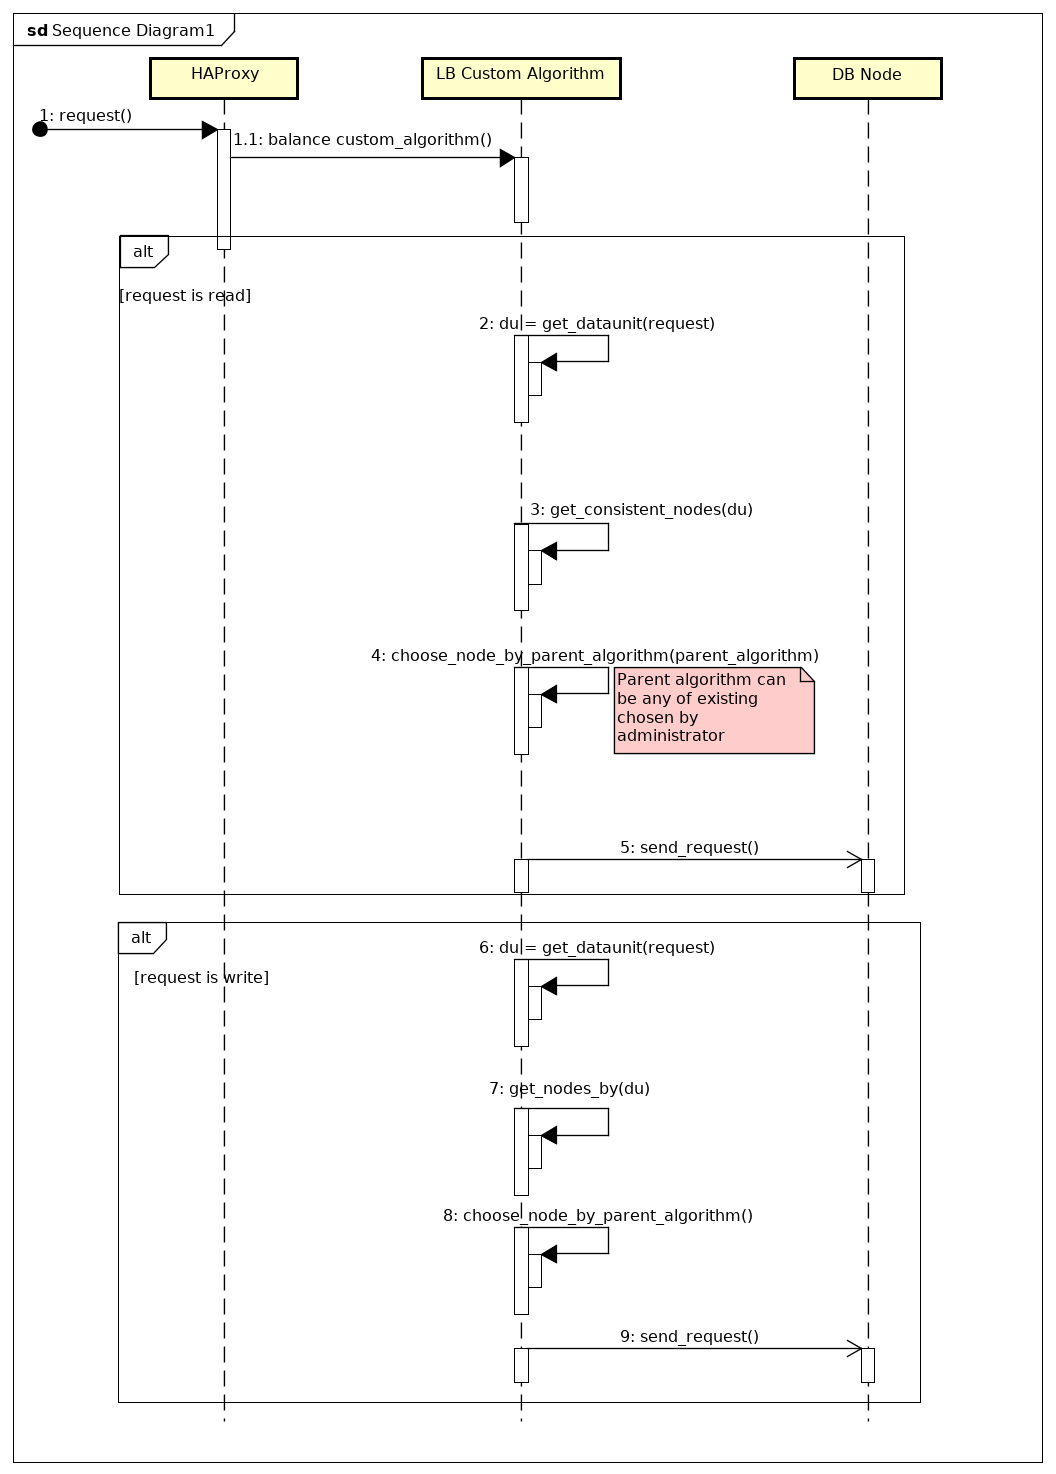 sd Sequence Diagram1
HAProxy
LB Custom Algorithm
DB Node
1: request()
1.1: balance custom_algorithm()
alt
[request is read]
2: du = get_dataunit(request)
3: get_consistent_nodes(du)
4: choose_node_by_parent_algorithm(parent_algorithm)
Parent algorithm can
be any of existing
chosen by
administrator
5: send_request()
alt
6: du = get_dataunit(request)
[request is write]
7: get_nodes_by(du)
8: choose_node_by_parent_algorithm()
9: send_request()